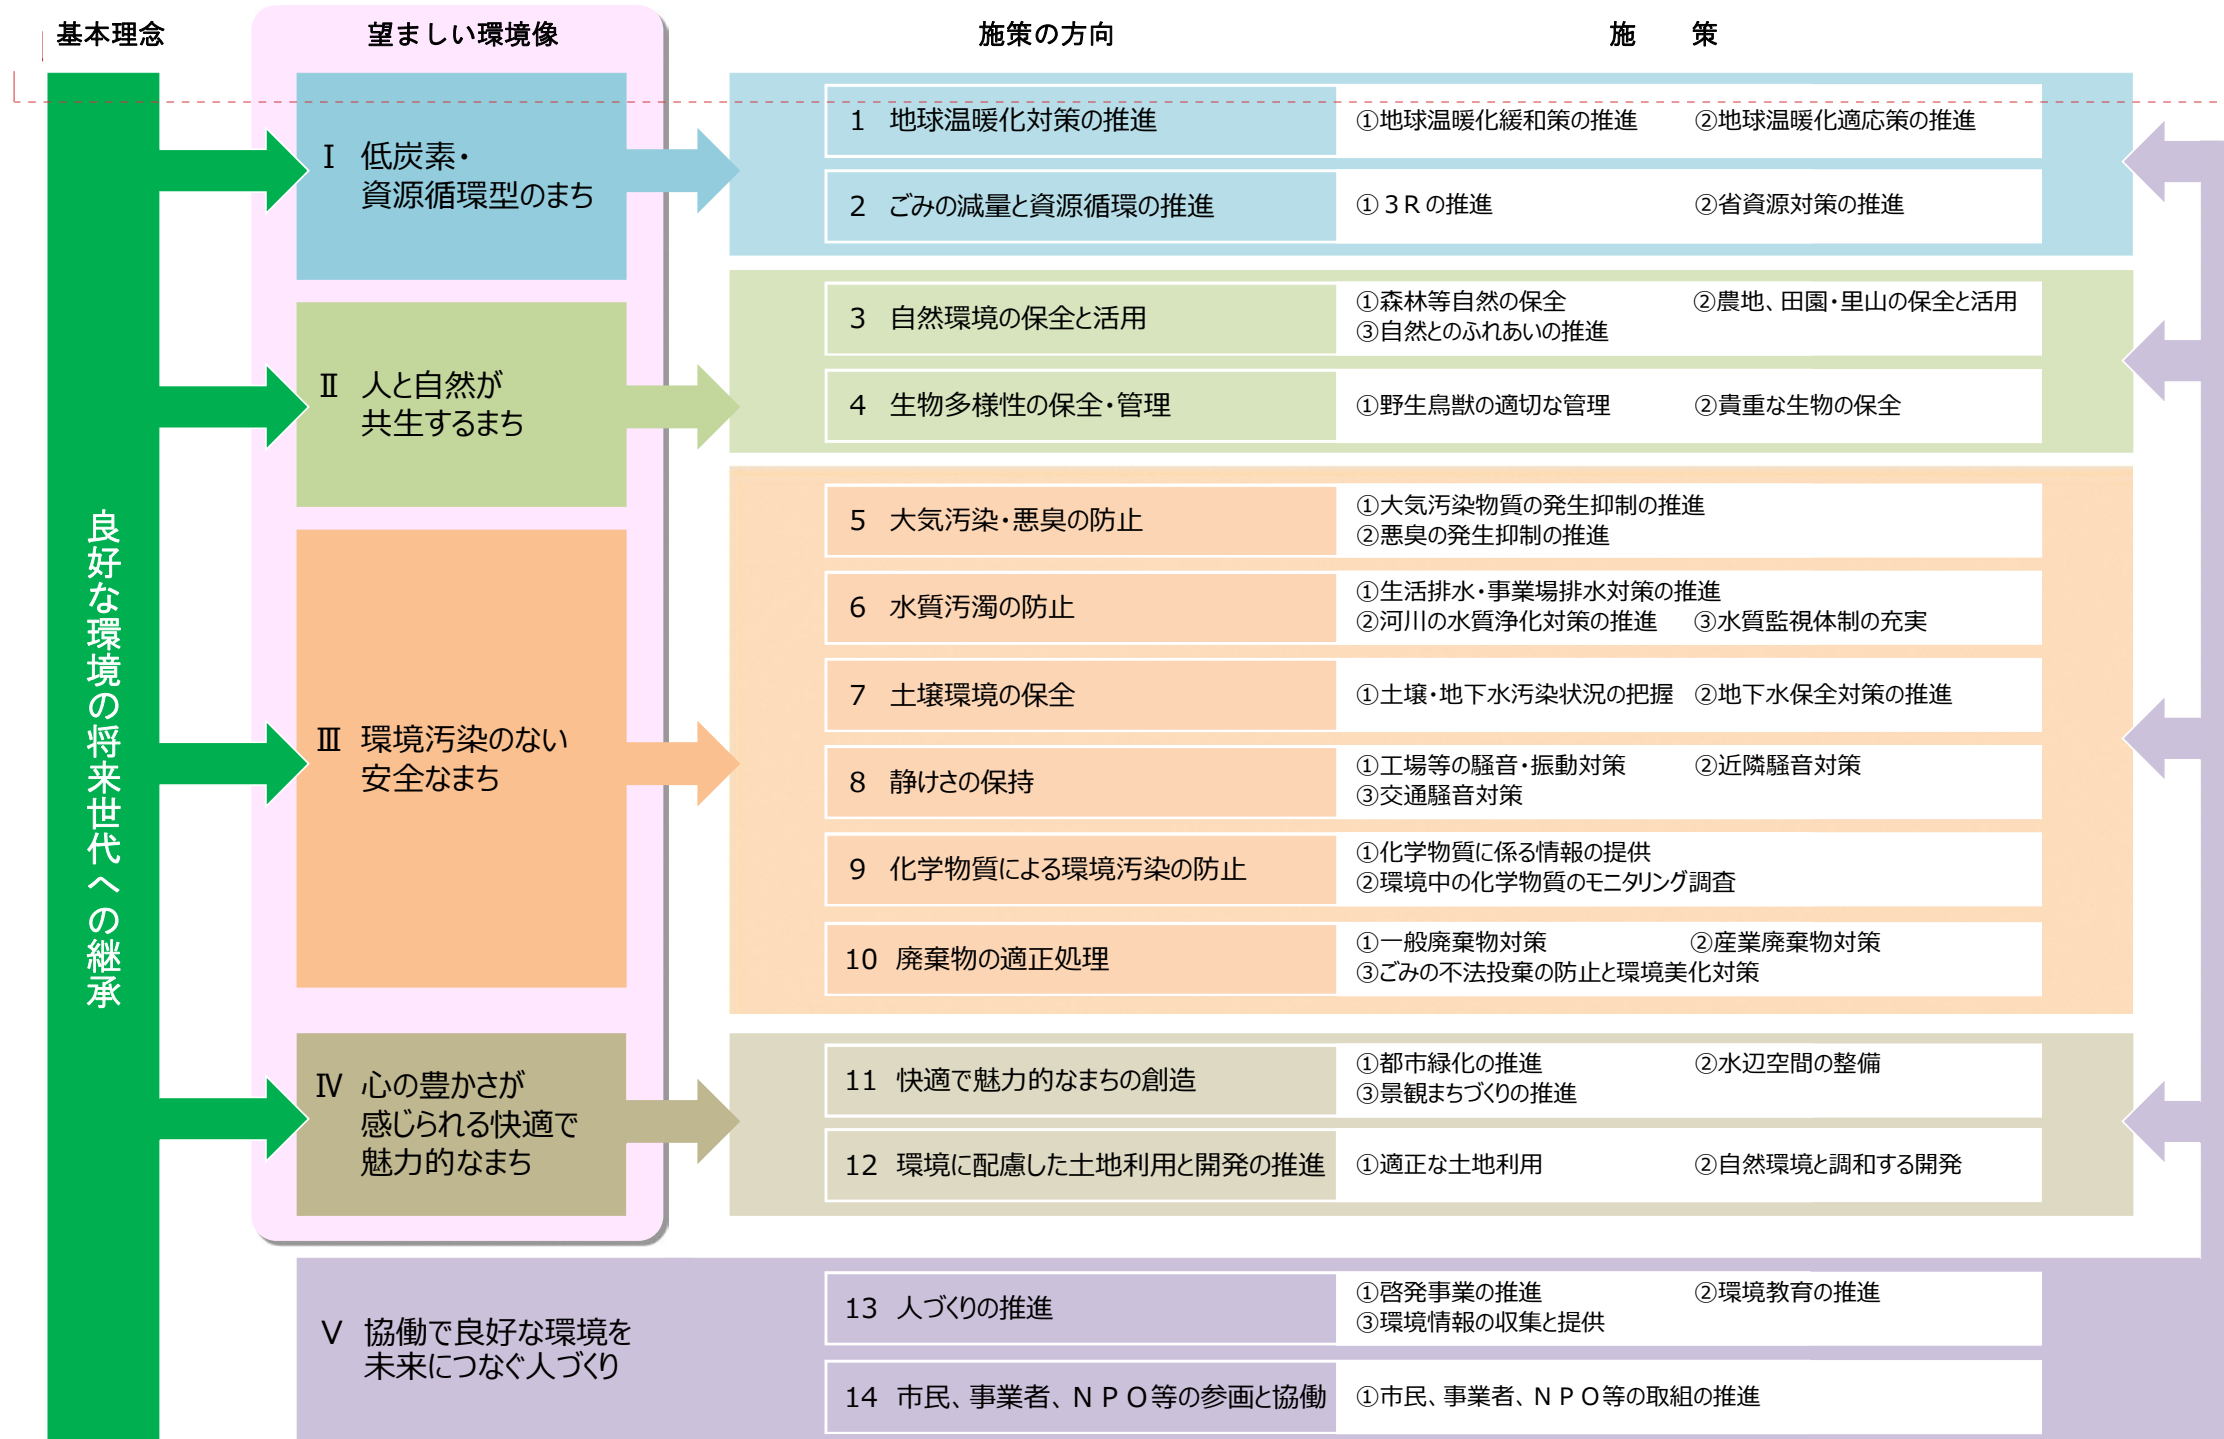 基本理念
望ましい環境像
施策の方向
施　策
良好な環境の将来世代への継承
Ⅰ 低炭素・
資源循環型のまち
1 地球温暖化対策の推進
①地球温暖化緩和策の推進 ②地球温暖化適応策の推進
2 ごみの減量と資源循環の推進
①３Ｒの推進 ②省資源対策の推進
Ⅱ 人と自然が
共生するまち
3 自然環境の保全と活用
①森林等自然の保全 ②農地、田園・里山の保全と活用
③自然とのふれあいの推進
4 生物多様性の保全・管理
①野生鳥獣の適切な管理 ②貴重な生物の保全
Ⅲ 環境汚染のない
安全なまち
5 大気汚染・悪臭の防止
①大気汚染物質の発生抑制の推進
②悪臭の発生抑制の推進
6 水質汚濁の防止
①生活排水・事業場排水対策の推進
②河川の水質浄化対策の推進 ③水質監視体制の充実
7 土壌環境の保全
①土壌・地下水汚染状況の把握 ②地下水保全対策の推進
8 静けさの保持
①工場等の騒音・振動対策 ②近隣騒音対策
③交通騒音対策
9 化学物質による環境汚染の防止
①化学物質に係る情報の提供
②環境中の化学物質のモニタリング調査
10 廃棄物の適正処理
①一般廃棄物対策 ②産業廃棄物対策
③ごみの不法投棄の防止と環境美化対策
Ⅳ 心の豊かさが
感じられる快適で
魅力的なまち
11 快適で魅力的なまちの創造
①都市緑化の推進 ②水辺空間の整備
③景観まちづくりの推進
12 環境に配慮した土地利用と開発の推進
①適正な土地利用 ②自然環境と調和する開発
Ⅴ 協働で良好な環境を
未来につなぐ人づくり
13 人づくりの推進
①啓発事業の推進 ②環境教育の推進
③環境情報の収集と提供
14 市民、事業者、ＮＰＯ等の参画と協働
①市民、事業者、ＮＰＯ等の取組の推進